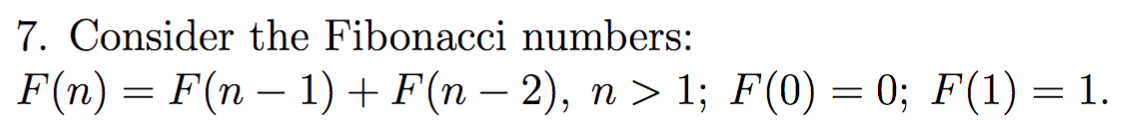 7. Consider the Fibonacci numbers:
F(n) = F(n − 1) + F(n − 2), n > 1; F(0) = 0; F(1) = 1.